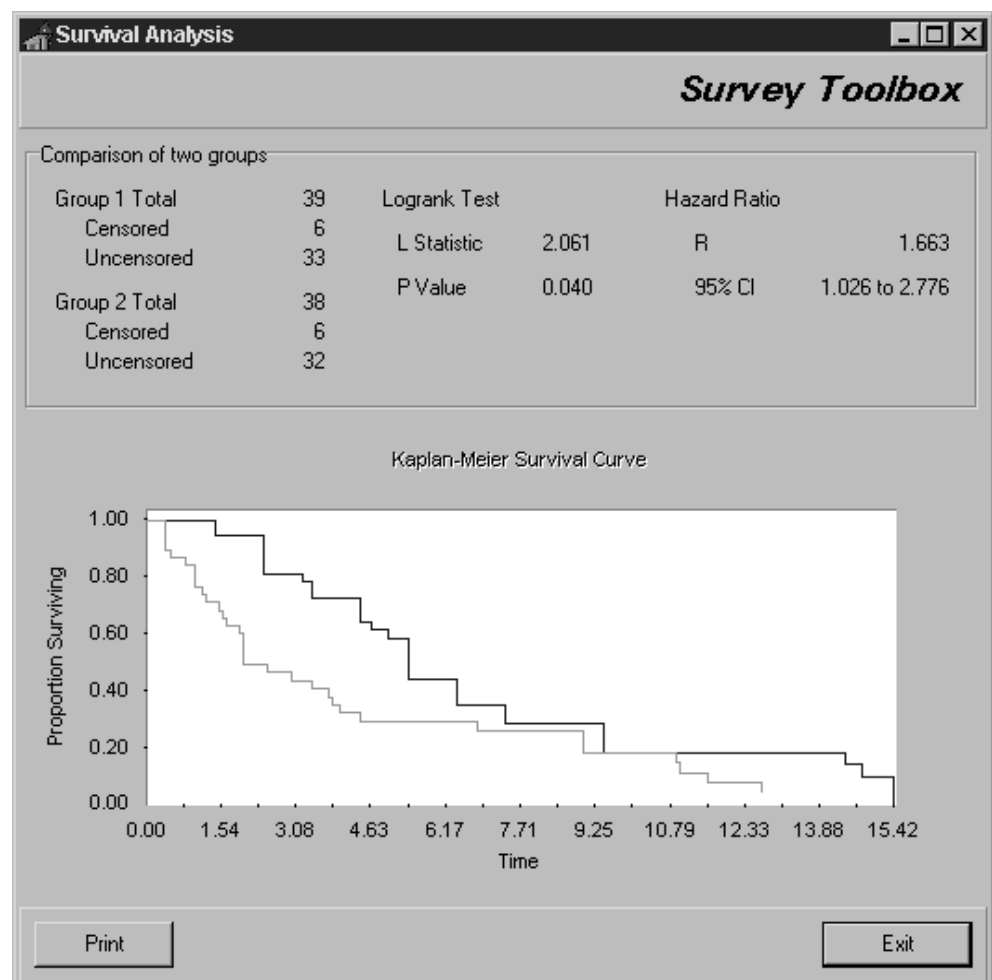 Survival Analysis
Survey Toolbox
Comparison of two groups
Group 1 Total 39
Censored 6
Uncensored 33
Group 2 Total 38
Censored 6
Uncensored 32
Logrank Test
L Statistic 2.061
P Value 0.040
Hazard Ratio
R 1.663
95% CI 1.026 to 2.776
Kaplan-Meier Survival Curve
Proportion Surviving
1.00
0.80
0.60
0.40
0.20
0.00
0.00 1.54 3.08 4.63 6.17 7.71 9.25 10.79 12.33 13.88 15.42
Time
Print
Exit